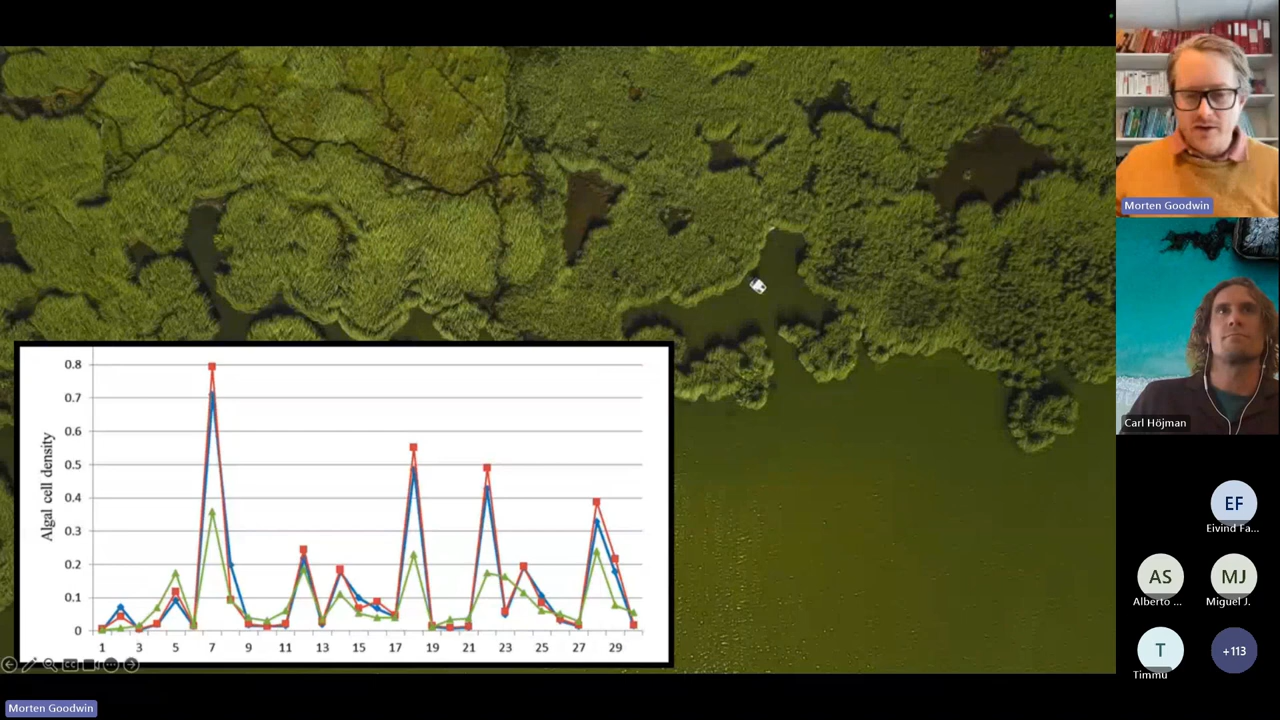 Morten Goodwin
Carl Höjman
EF
Eivind Fa...
AS
MJ
Alberto ...
Miguel J.
T
+113
Timmu
Algal cell density
0.8
0.7
0.6
0.5
0.4
0.3
0.2
0.1
0
1 3 5 7 9 11 13 15 17 19 21 23 25 27 29
Morten Goodwin